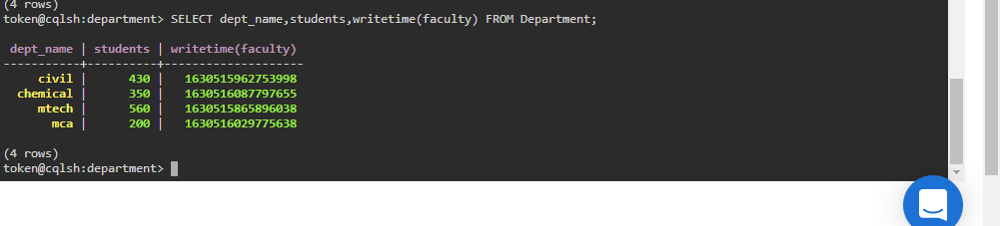 (4 rows)
token@cqlsh:department> SELECT dept_name,students,writetime(faculty) FROM Department;
dept_name | students | writetime(faculty)
-----------+----------+--------------------
civil | 430 | 1630515962753998
chemical | 350 | 1630516087797655
mtech | 560 | 1630515865896038
mca | 200 | 1630516029775638
(4 rows)
token@cqlsh:department>